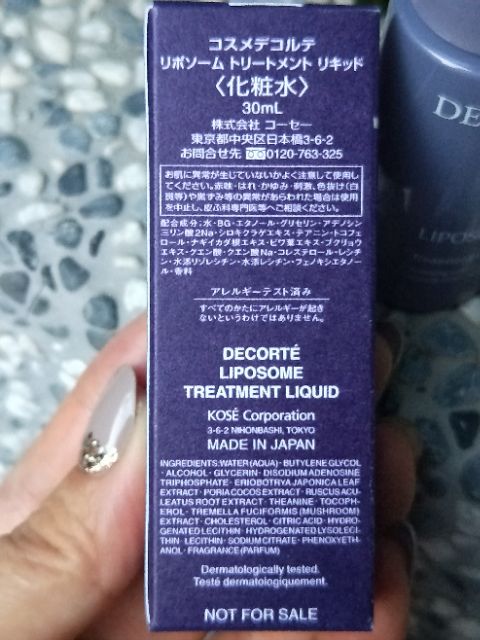 コスメデコルテ
リポソーム トリートメント リキッド
〈化粧水〉
30mL
株式会社 コーセー
東京都中央区日本橋3-6-2
お問合せ先 0120-763-325
お肌に異常が生じていないかよく注意して使用し
てください。赤味・はれ・かゆみ・刺激、色抜け(白
斑等)や黒ずみ等の異常があらわれた場合は使用
を中止し、皮ふ科専門医等へご相談ください。
配合成分:水・BG・エタノール・グリセリン・アデノシン
三リン酸2Na・シロキクラゲエキス・テアニン・トコフェ
ロール・ナギイカダ根エキス・ビワ葉エキス・ブクリョウ
エキス・クエン酸・クエン酸Na・コレステロール・レシチ
ン・水添リゾレシチン・水添レシチン・フェノキシエタノー
ル・香料
アレルギーテスト済み
すべてのかたにアレルギーが起き
ないというわけではありません。
DECORTÉ
LIPOSOME
TREATMENT LIQUID
KOSÉ Corporation
3-6-2 NIHONBASHI, TOKYO
MADE IN JAPAN
INGREDIENTS:WATER(AQUA)・BUTYLENE GLYCOL
・ALCOHOL・GLYCERIN・DISODIUM ADENOSINE
TRIPHOSPHATE・ERIOBOTRYA JAPONICA LEAF
EXTRACT・PORIA COCOS EXTRACT・RUSCUS ACU-
LEATUS ROOT EXTRACT・THEANINE・TOCOPH-
EROL・TREMELLA FUCIFORMIS (MUSHROOM)
EXTRACT・CHOLESTEROL・CITRIC ACID・HYDRO-
GENATED LECITHIN・HYDROGENATED LYSOLECI-
THIN・LECITHIN・SODIUM CITRATE・PHENOXYETH-
ANOL・FRAGRANCE (PARFUM)
Dermatologically tested.
Testé dermatologiquement.
NOT FOR SALE
DE
LIPOS